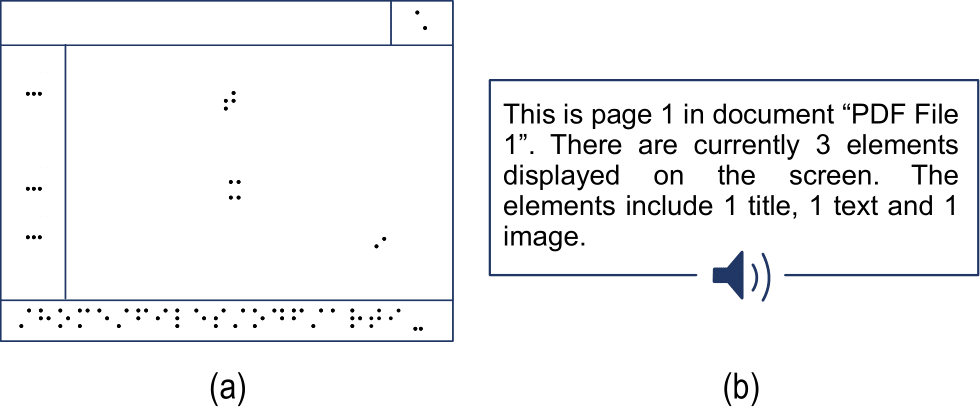 This is page 1 in document “PDF File
1”. There are currently 3 elements
displayed on the screen. The
elements include 1 title, 1 text and 1
image.
(a)
(b)